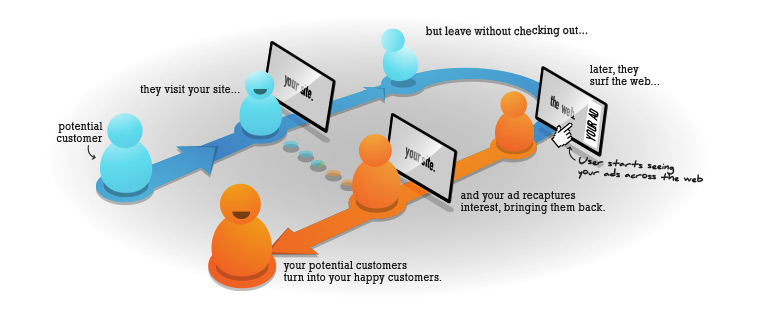 potential
customer
they visit your site...
your site.
but leave without checking out...
later, they
surf the web...
the web.
YOUR AD
User starts seeing
your ads across the web
and your ad recaptures
interest, bringing them back.
your site.
your potential customers
turn into your happy customers.